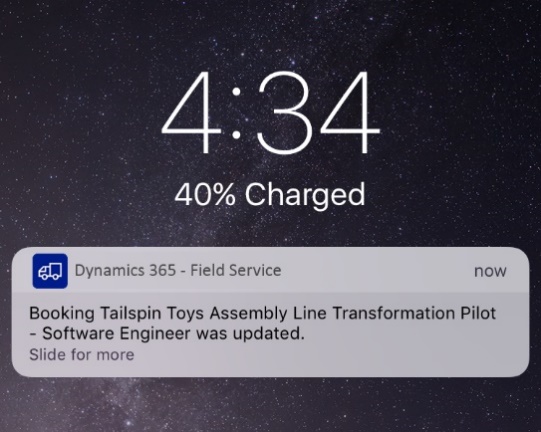 4:34
40% Charged
Dynamics 365 - Field Service
now
Booking Tailspin Toys Assembly Line Transformation Pilot
- Software Engineer was updated.
Slide for more